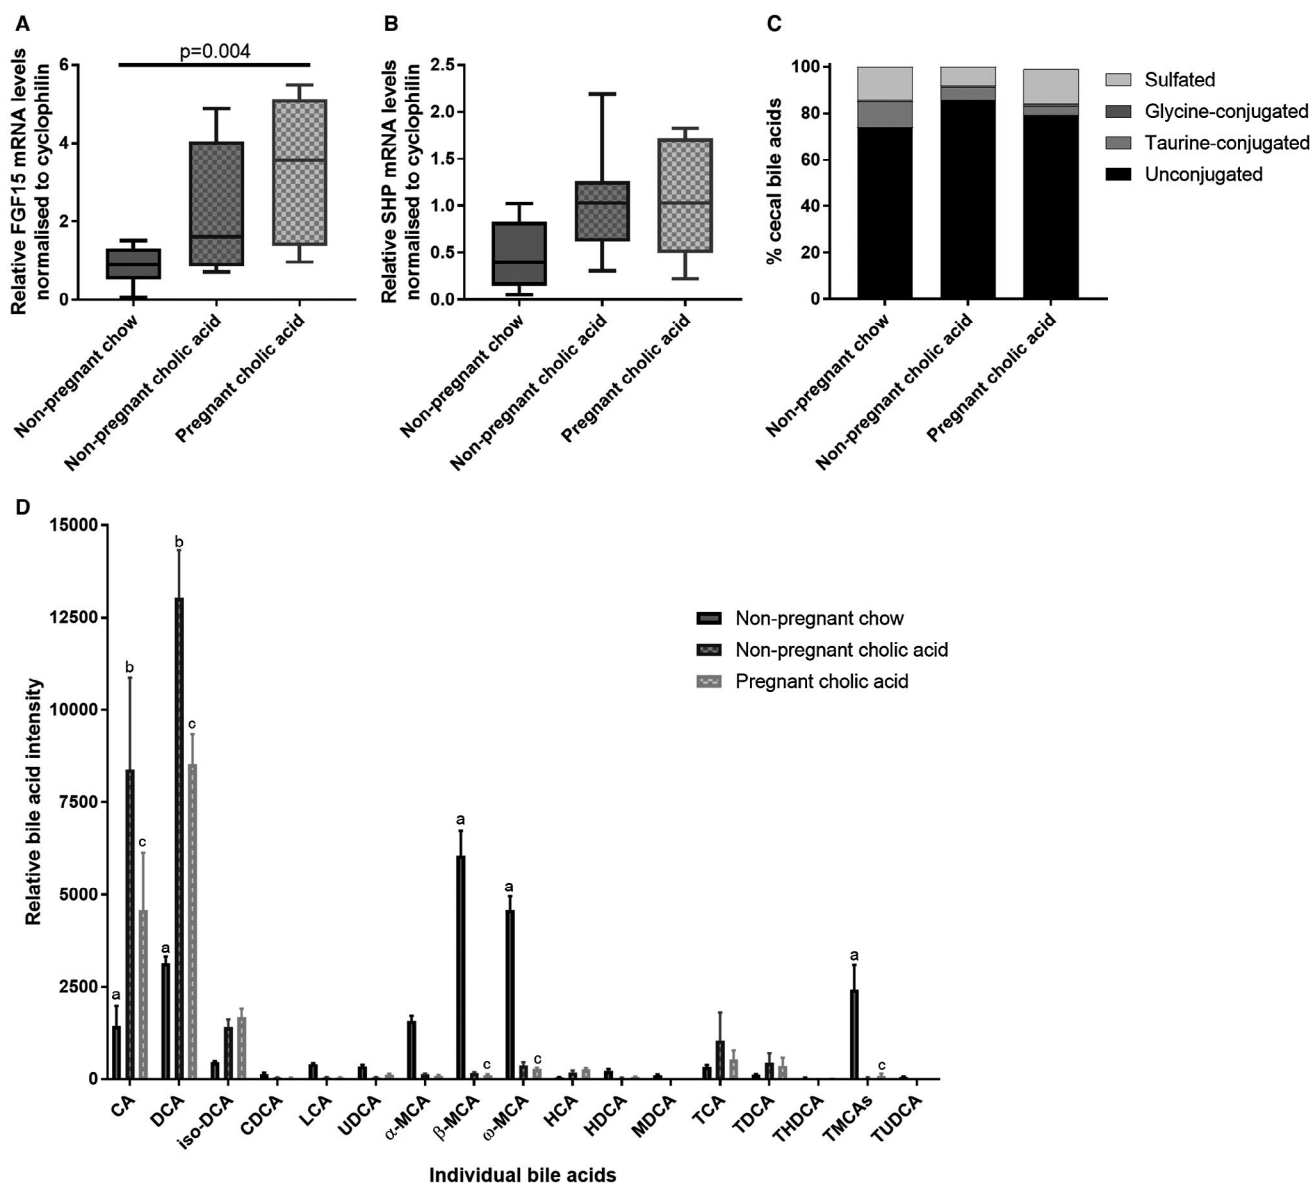 A
Relative FGF15 mRNA levels
normalised to cyclophilin
p=0.004
6
4
2
0
Non-pregnant chow
Non-pregnant cholic acid
Pregnant cholic acid
B
Relative SHP mRNA levels
normalised to cyclophilin
2.5
2.0
1.5
1.0
0.5
0.0
Non-pregnant chow
Non-pregnant cholic acid
Pregnant cholic acid
C
% cecal bile acids
100
80
60
40
20
0
Non-pregnant chow
Non-pregnant cholic acid
Pregnant cholic acid
Sulfated
Glycine-conjugated
Taurine-conjugated
Unconjugated
D
Relative bile acid intensity
15000
12500
10000
7500
5000
2500
0
a
b
c
a
b
c
a
c
a
c
a
c
Non-pregnant chow
Non-pregnant cholic acid
Pregnant cholic acid
CA
DCA
iso-DCA
CDCA
LCA
UDCA
α-MCA
β-MCA
ω-MCA
HCA
HDCA
MDCA
TCA
TDCA
THDCA
TMCAs
TUDCA
Individual bile acids